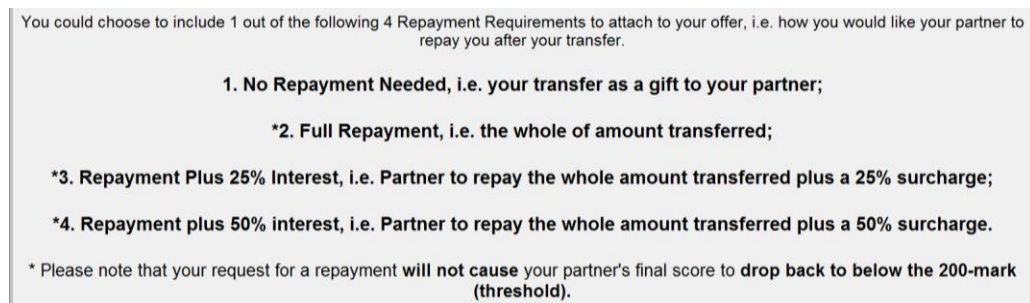 You could choose to include 1 out of the following 4 Repayment Requirements to attach to your offer, i.e. how you would like your partner to
repay you after your transfer.
1. No Repayment Needed, i.e. your transfer as a gift to your partner;
*2. Full Repayment, i.e. the whole of amount transferred;
*3. Repayment Plus 25% Interest, i.e. Partner to repay the whole amount transferred plus a 25% surcharge;
*4. Repayment plus 50% interest, i.e. Partner to repay the whole amount transferred plus a 50% surcharge.
* Please note that your request for a repayment will not cause your partner's final score to drop back to below the 200-mark
(threshold).